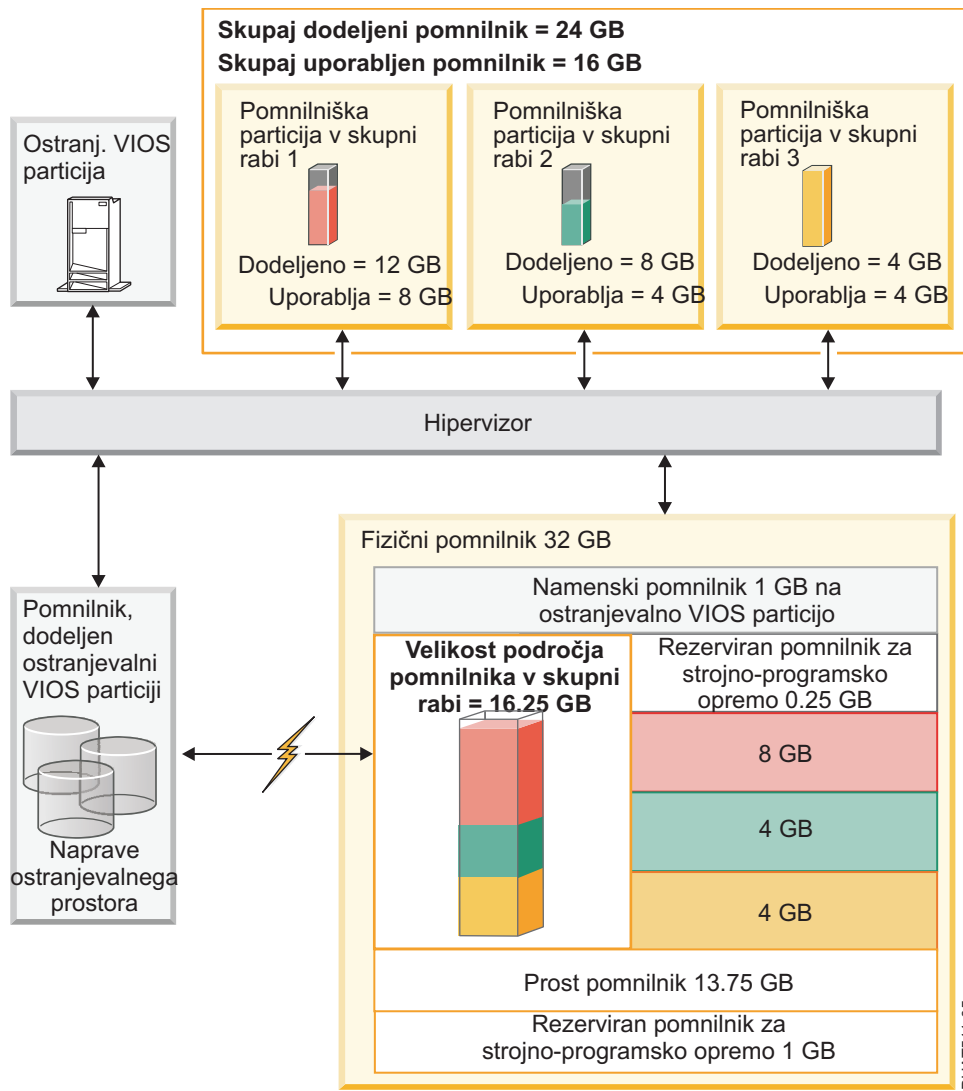 Skupaj dodeljeni pomnilnik = 24 GB
Skupaj uporabljen pomnilnik = 16 GB
Ostranj. VIOS
particija
Pomnilniška
particija v skupni
rabi 1
Dodeljeno = 12 GB
Uporablja = 8 GB
Pomnilniška
particija v skupni
rabi 2
Dodeljeno = 8 GB
Uporablja = 4 GB
Pomnilniška
particija v skupni
rabi 3
Dodeljeno = 4 GB
Uporablja = 4 GB
Hipervizor
Pomnilnik,
dodeljen
ostranjevalni
VIOS particiji
Naprave
ostranjevalnega
prostora
Fizični pomnilnik 32 GB
Namenski pomnilnik 1 GB na
ostranjevalno VIOS particijo
Velikost področja
pomnilnika v skupni
rabi = 16.25 GB
Rezerviran pomnilnik za
strojno-programsko
opremo 0.25 GB
8 GB
4 GB
4 GB
Prost pomnilnik 13.75 GB
Rezerviran pomnilnik za
strojno-programsko opremo 1 GB